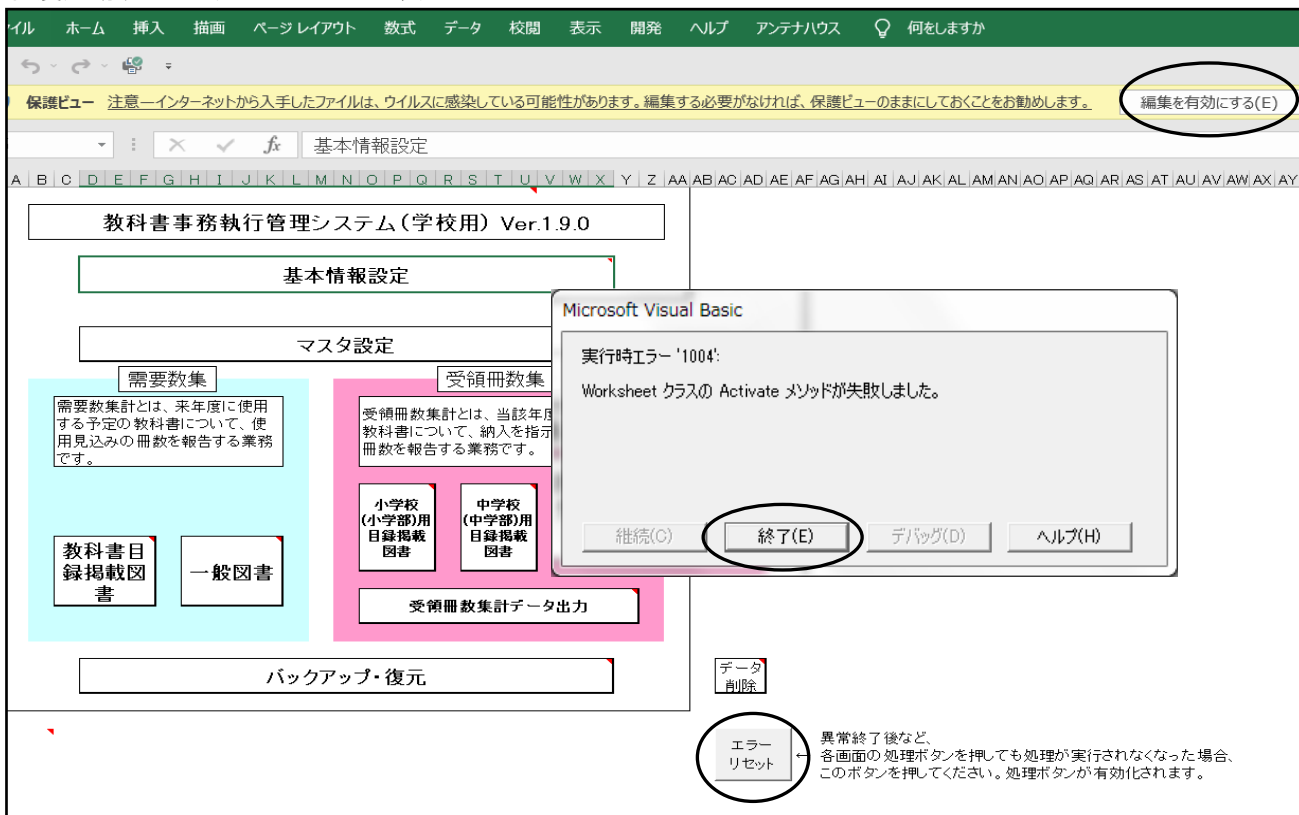 イル ホーム 挿入 描画 ページ レイアウト 数式 データ 校閲 表示 開発 ヘルプ アンテナハウス 何をしますか
保護ビュー 注意―インターネットから入手したファイルは、ウイルスに感染している可能性があります。編集する必要がなければ、保護ビューのままにしておくことをお勧めします。 編集を有効にする(E)
fx 基本情報設定
A B C D E F G H I J K L M N O P Q R S T U V W X Y Z AA AB AC AD AE AF AG AH AI AJ AK AL AM AN AO AP AQ AR AS AT AU AV AW AX AY
教科書事務執行管理システム(学校用) Ver.1.9.0
基本情報設定
マスタ設定
需要数集
需要数集計とは、来年度に使用
する予定の教科書について、使
用見込みの冊数を報告する業務
です。
教科書目
録掲載図
書
一般図書
受領冊数集
受領冊数集計とは、当該年度
教科書について、納入を指示
冊数を報告する業務です。
小学校
(小学部)用
目録掲載
図書
中学校
(中学部)用
目録掲載
図書
受領冊数集計データ出力
バックアップ・復元
Microsoft Visual Basic
実行時エラー '1004':
Worksheet クラスの Activate メソッドが失敗しました。
継続(C) 終了(E) デバッグ(D) ヘルプ(H)
データ
削除
エラー
リセット
← 異常終了後など、
各画面の処理ボタンを押しても処理が実行されなくなった場合、
このボタンを押してください。処理ボタンが有効化されます。